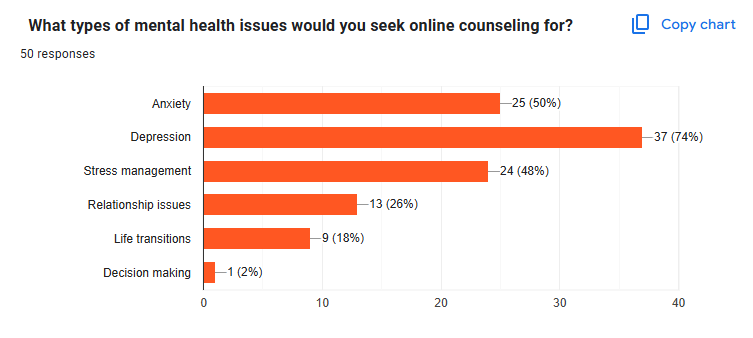 What types of mental health issues would you seek online counseling for?
Copy chart
50 responses
Anxiety 25 (50%)
Depression 37 (74%)
Stress management 24 (48%)
Relationship issues 13 (26%)
Life transitions 9 (18%)
Decision making 1 (2%)
0 10 20 30 40